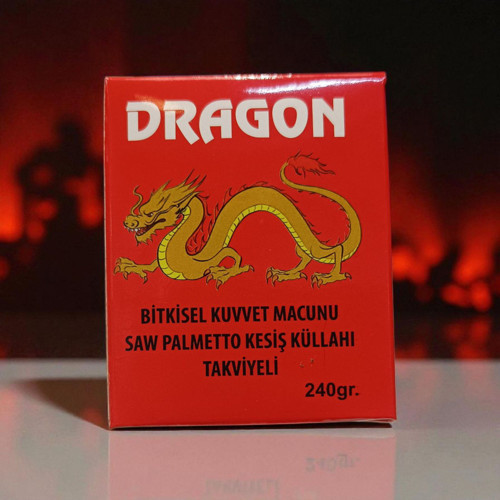 DRAGON
BİTKİSEL KUVVET MACUNU
SAW PALMETTO KESİŞ KÜLLAHI
TAKVİYELİ
240gr.